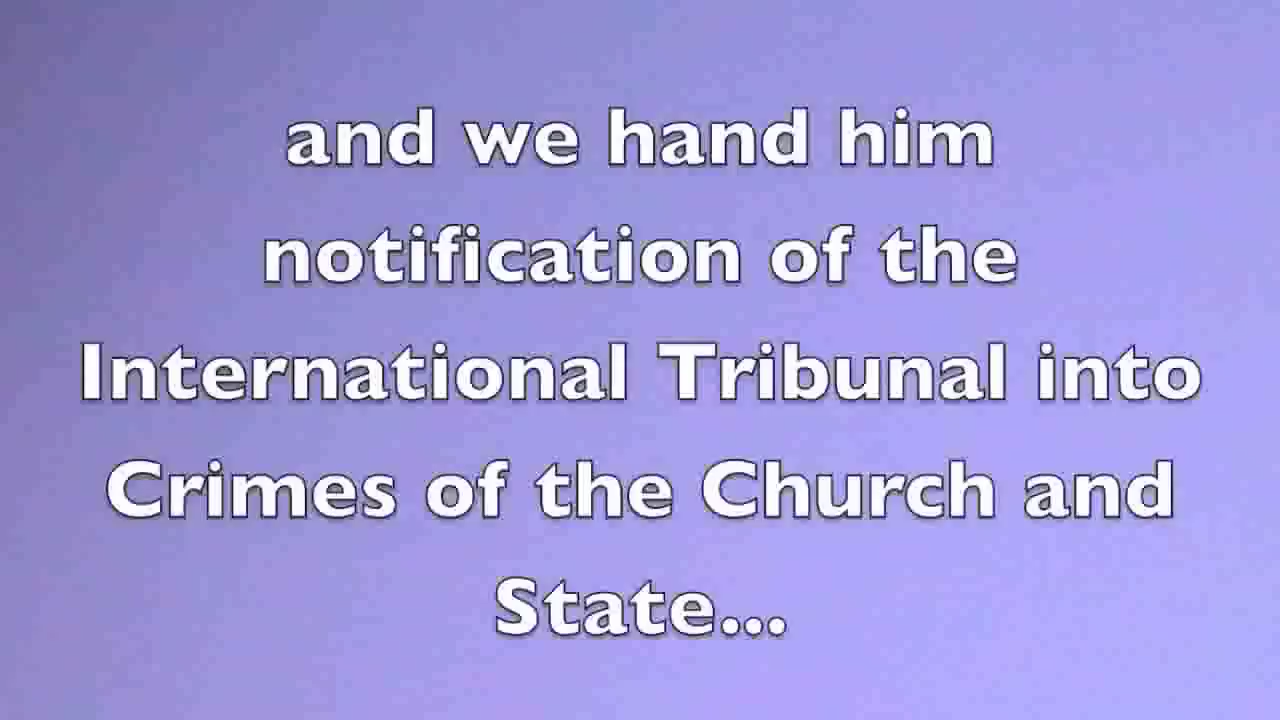 and we hand him
notification of the
International Tribunal into
Crimes of the Church and
State...